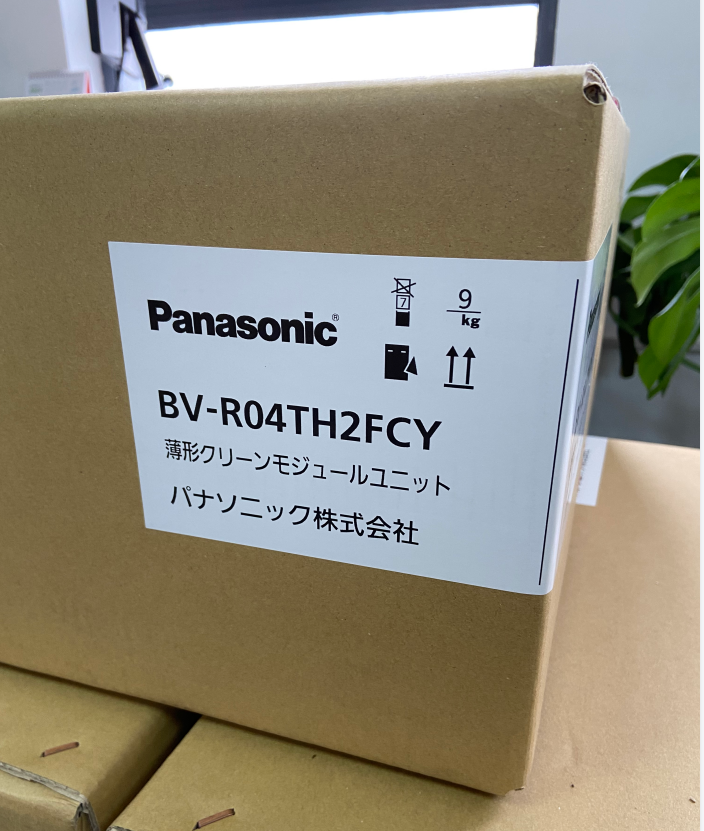 Panasonic®
7
9
kg
BV-R04TH2FCY
薄形クリーンモジュールユニット
パナソニック株式会社